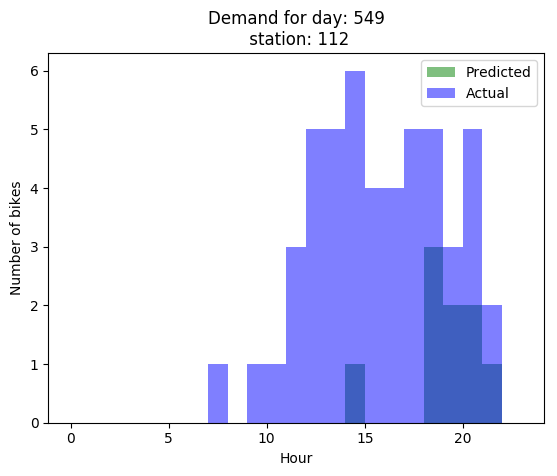 Demand for day: 549
station: 112
Predicted
Actual
Number of bikes
6
5
4
3
2
1
0
0
5
10
15
20
Hour